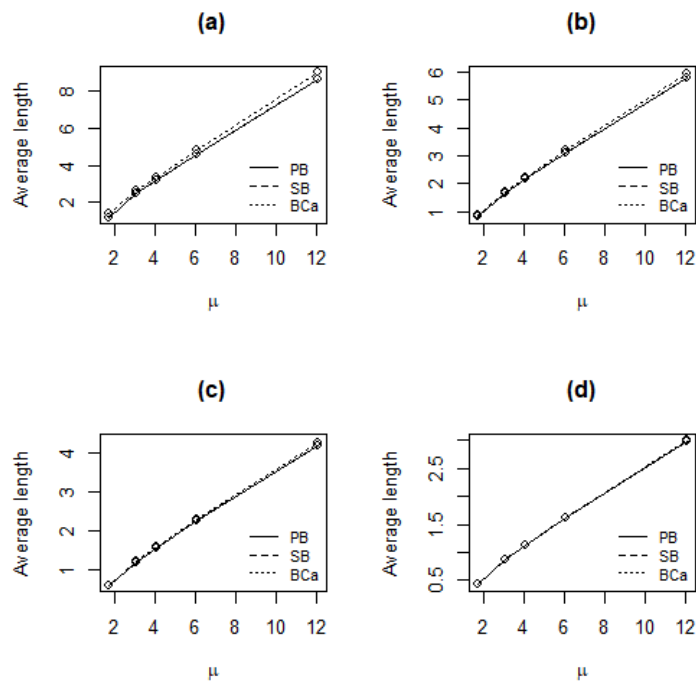 (a)
Average length
8
6
4
2
PB
SB
BCa
2 4 6 8 10 12
μ
(b)
Average length
6
5
4
3
2
1
PB
SB
BCa
2 4 6 8 10 12
μ
(c)
Average length
4
3
2
1
PB
SB
BCa
2 4 6 8 10 12
μ
(d)
Average length
2.5
1.5
0.5
PB
SB
BCa
2 4 6 8 10 12
μ